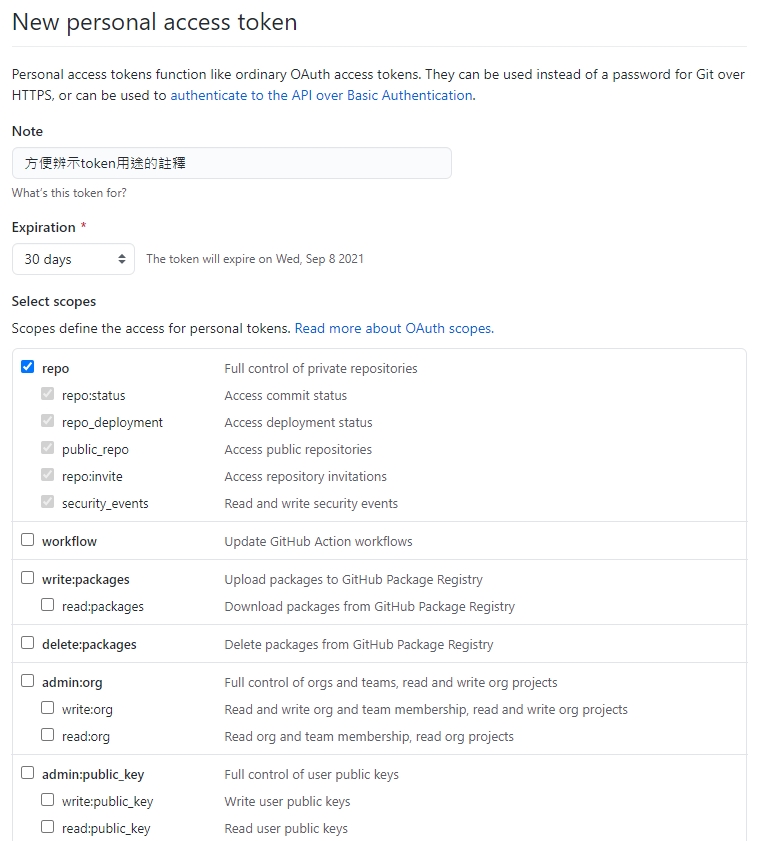 New personal access token
Personal access tokens function like ordinary OAuth access tokens. They can be used instead of a password for Git over
HTTPS, or can be used to authenticate to the API over Basic Authentication.
Note
方便辨示token用途的註釋
What's this token for?
Expiration *
30 days The token will expire on Wed, Sep 8 2021
Select scopes
Scopes define the access for personal tokens. Read more about OAuth scopes.
repo Full control of private repositories
repo:status Access commit status
repo_deployment Access deployment status
public_repo Access public repositories
repo:invite Access repository invitations
security_events Read and write security events
workflow Update GitHub Action workflows
write:packages Upload packages to GitHub Package Registry
read:packages Download packages from GitHub Package Registry
delete:packages Delete packages from GitHub Package Registry
admin:org Full control of orgs and teams, read and write org projects
write:org Read and write org and team membership, read and write org projects
read:org Read org and team membership, read org projects
admin:public_key Full control of user public keys
write:public_key Write user public keys
read:public_key Read user public keys